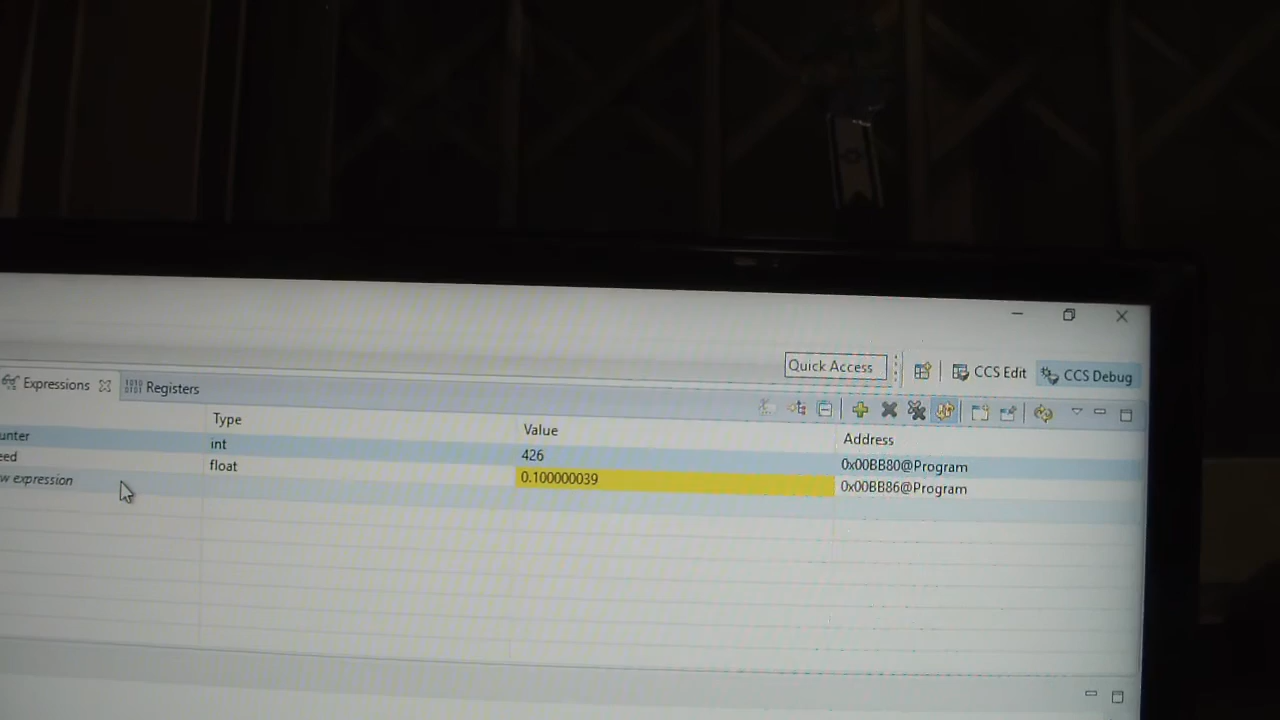 Quick Access
CCS Edit
CCS Debug
Expressions
Registers
Type
Value
Address
unter
int
426
0x00BB80@Program
eed
float
0.100000039
0x00BB86@Program
w expression